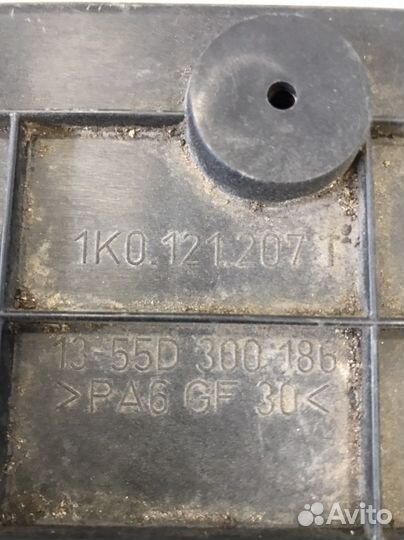 1K0.121.207 T
13-55D 300 186
>PA6 GF 30<
Avito